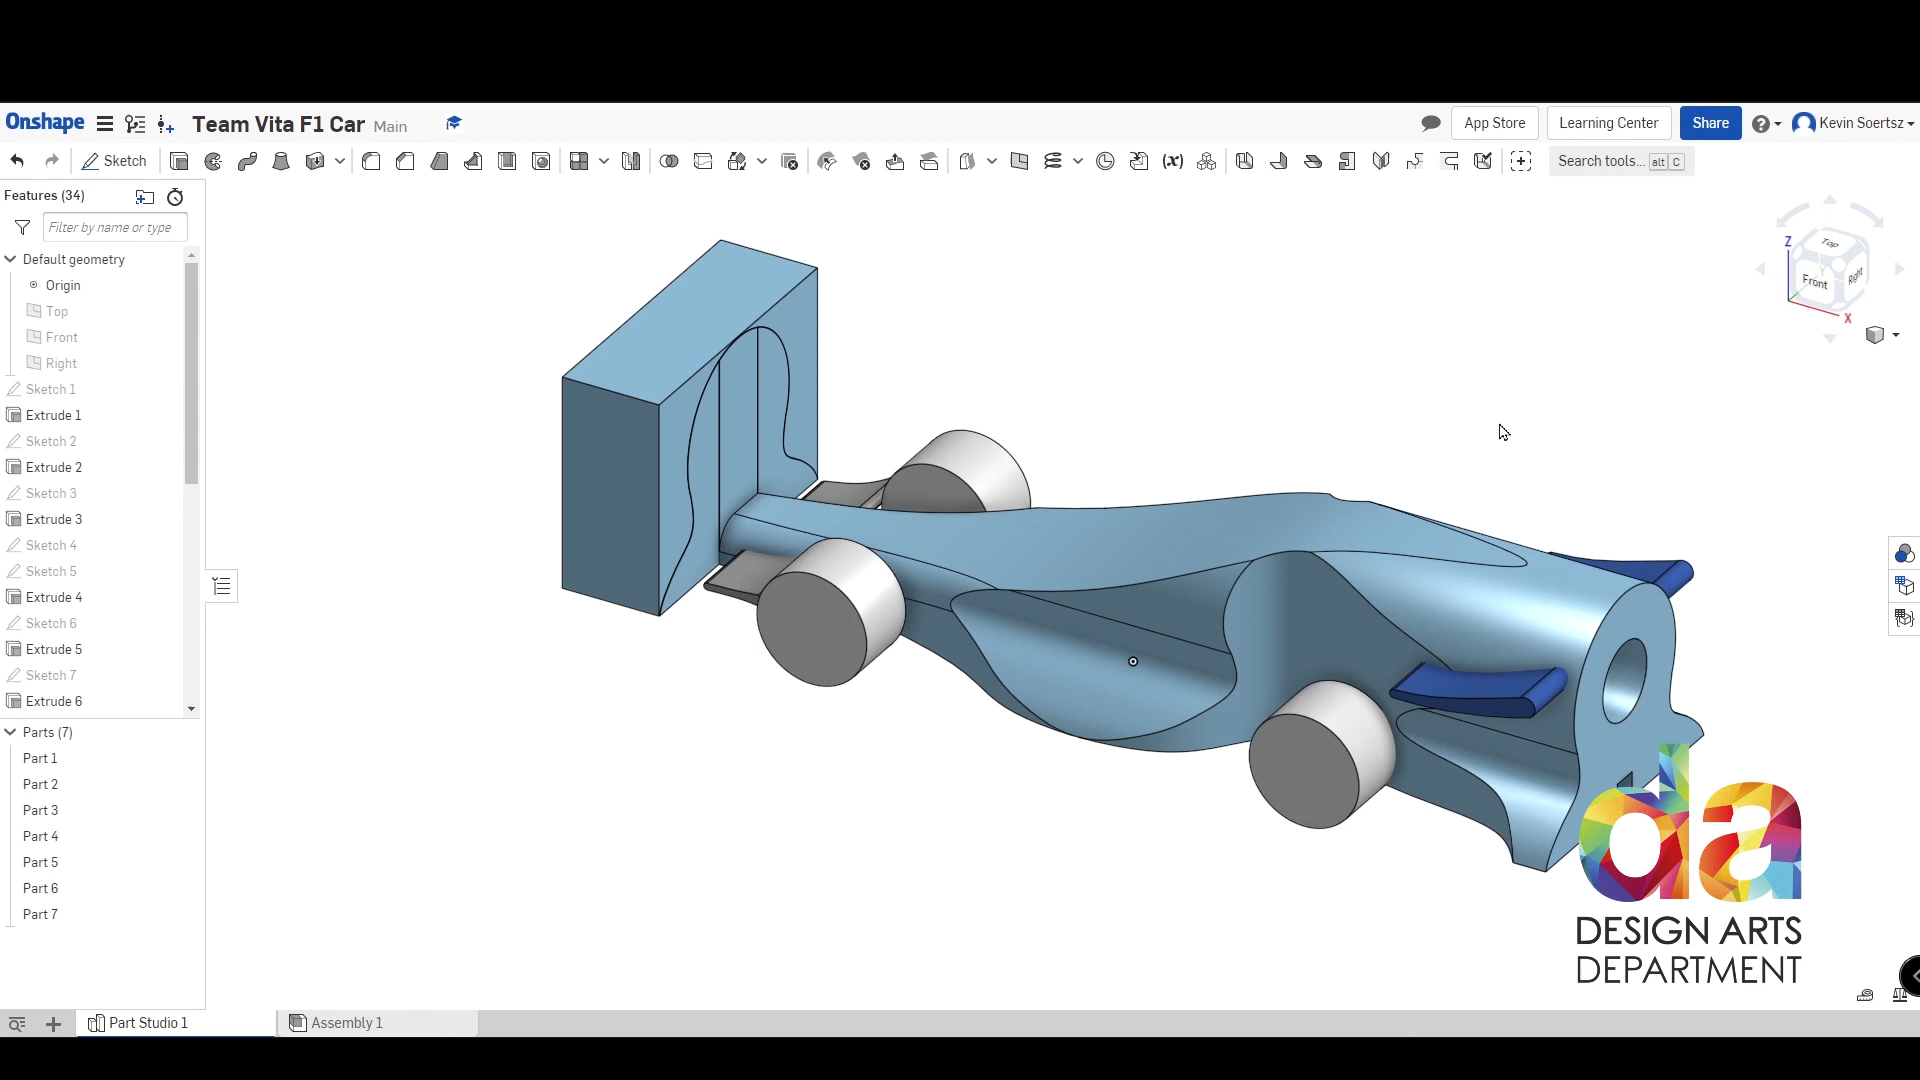 Onshape
Team Vita F1 Car Main
App Store
Learning Center
Share
Kevin Soertsz
Sketch
(x)
Search tools... alt C
Features (34)
Filter by name or type
Default geometry
Origin
Top
Front
Right
Sketch 1
Extrude 1
Sketch 2
Extrude 2
Sketch 3
Extrude 3
Sketch 4
Sketch 5
Extrude 4
Sketch 6
Extrude 5
Sketch 7
Extrude 6
Parts (7)
Part 1
Part 2
Part 3
Part 4
Part 5
Part 6
Part 7
Z
Top
Front
Right
Y
X
da
DESIGN ARTS
DEPARTMENT
Part Studio 1
Assembly 1